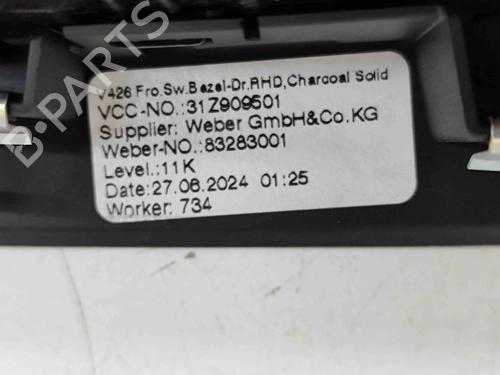 V426 Fro.Sw.Bezel-Dr.RHD,Charcoal Solid
VCC-NO.:31Z909501
Supplier: Weber GmbH&Co.KG
Weber-NO.:83283001
Level.:11K
Date:27.06.2024 01:25
Worker: 734
B-PARTS